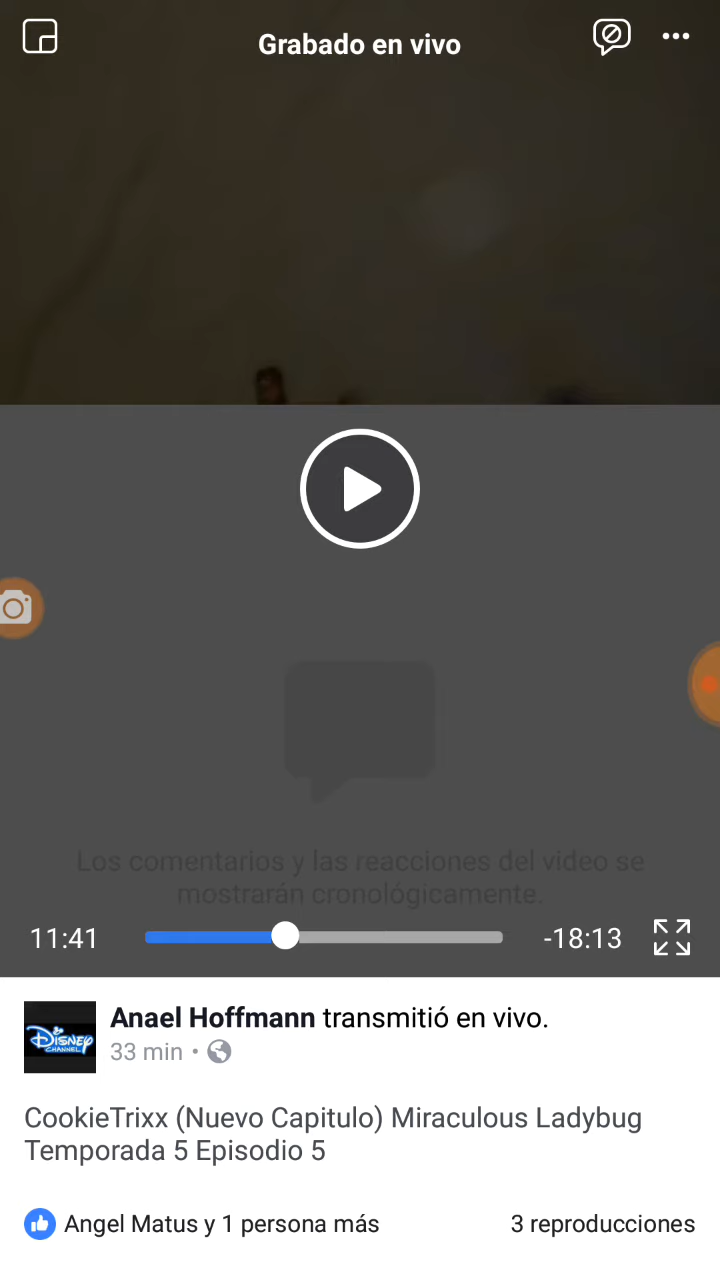 Grabado en vivo
Los comentarios y las reacciones del video se
mostrarán cronológicamente.
11:41
-18:13
Anael Hoffmann transmitió en vivo.
33 min •
Disney
CHANNEL
CookieTrixx (Nuevo Capitulo) Miraculous Ladybug
Temporada 5 Episodio 5
Angel Matus y 1 persona más
3 reproducciones